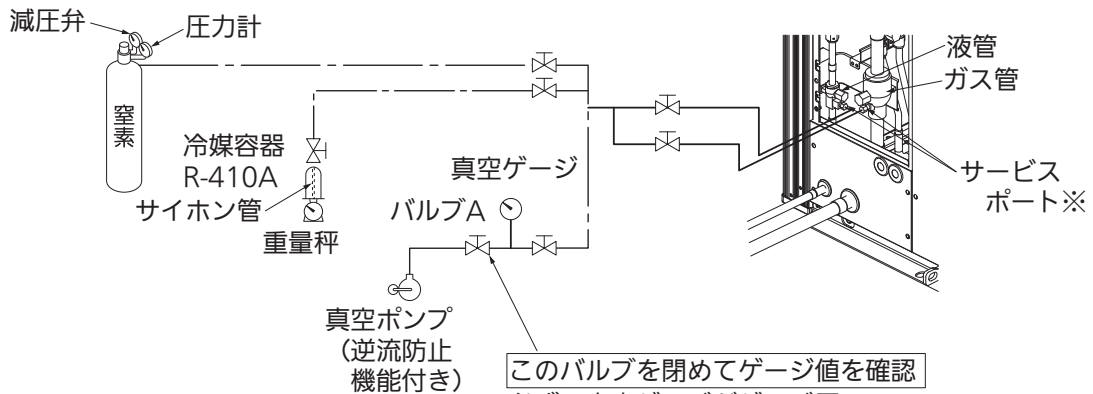 減圧弁
圧力計
窒素
冷媒容器
R-410A
サイホン管
重量秤
真空ゲージ
バルブA
真空ポンプ
（逆流防止
機能付き）
このバルブを閉めてゲージ値を確認
液管
ガス管
サービス
ポート※